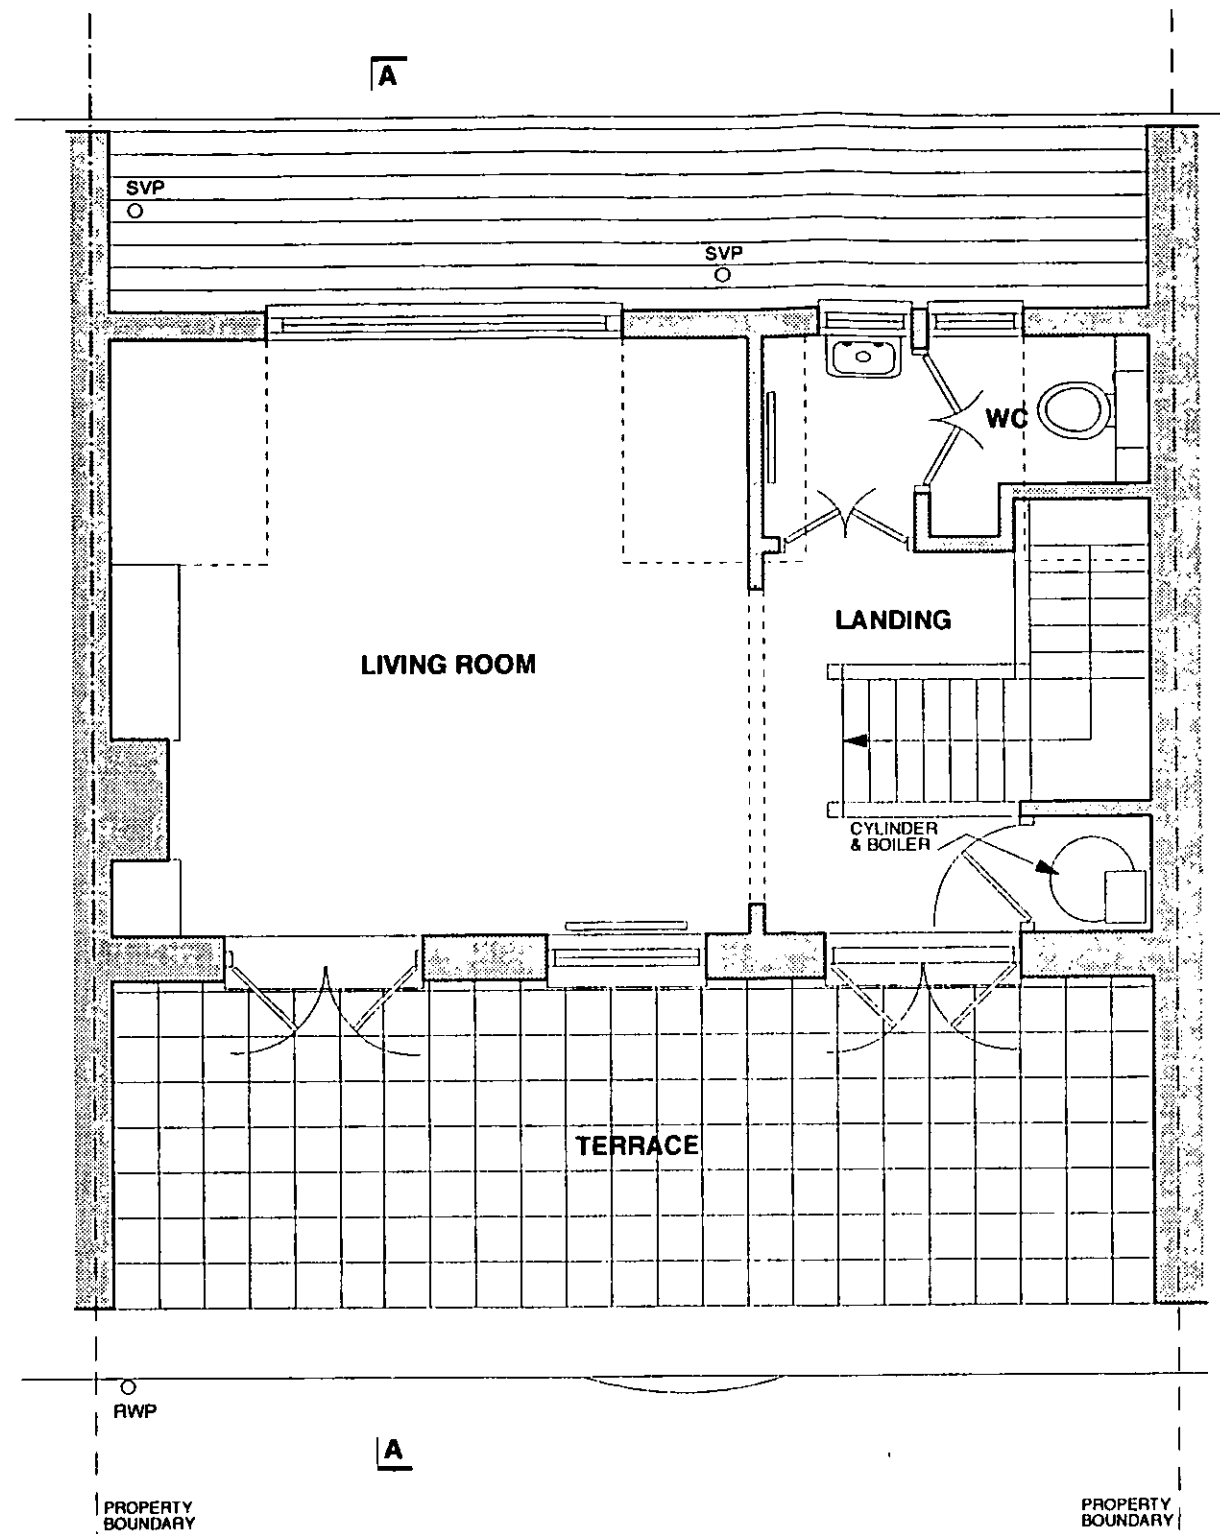 A
SVP
SVP
WC
LANDING
LIVING ROOM
CYLINDER
& BOILER
TERRACE
RWP
A
PROPERTY
BOUNDARY
PROPERTY
BOUNDARY